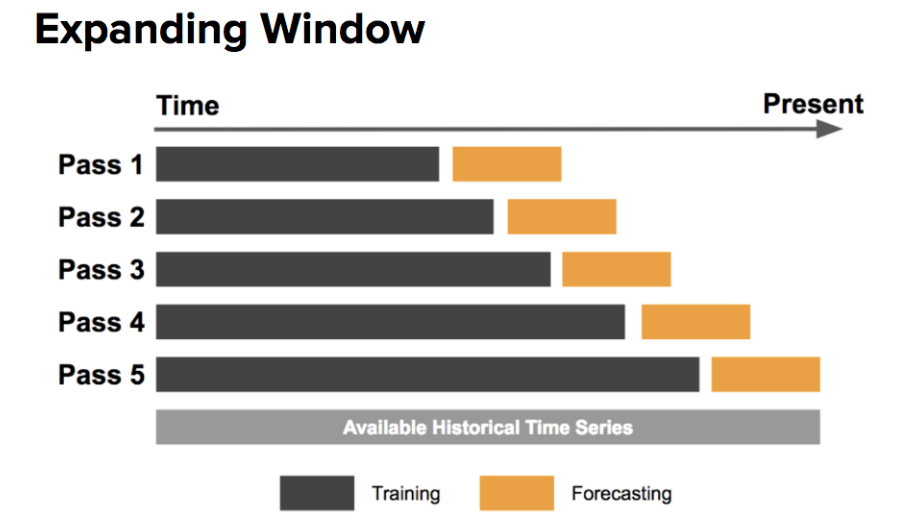 Expanding Window
Time
Present
Pass 1
Pass 2
Pass 3
Pass 4
Pass 5
Available Historical Time Series
Training
Forecasting